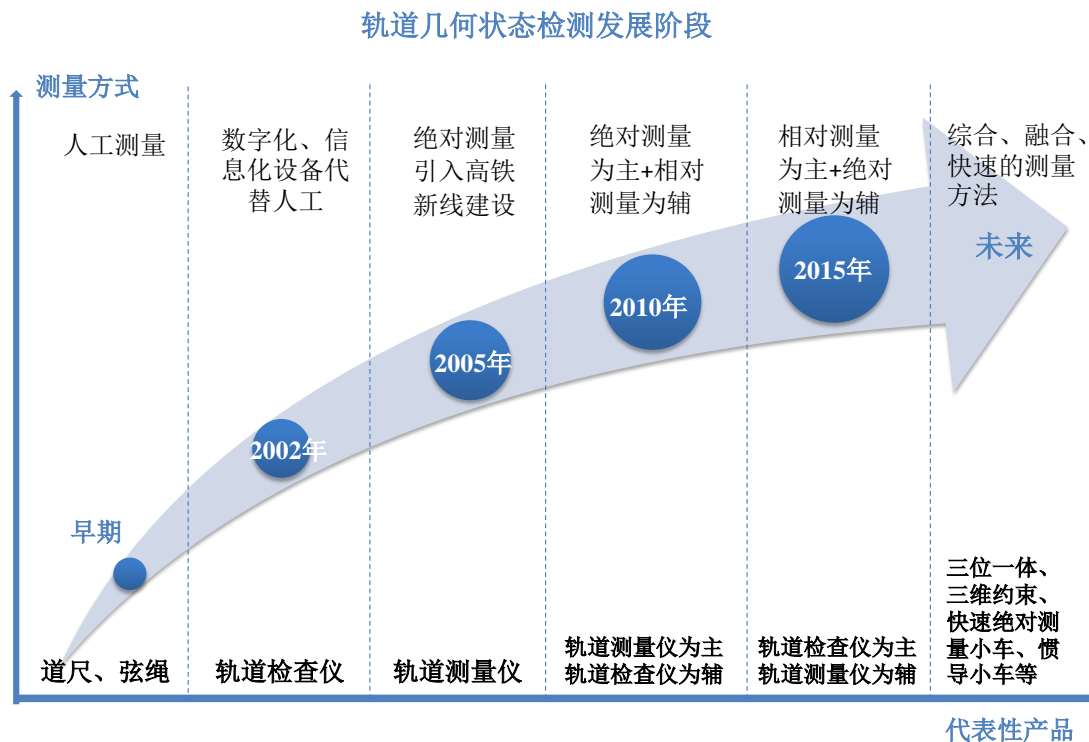 轨道几何状态检测发展阶段
测量方式
人工测量
数字化、信
息化设备代
替人工
绝对测量
引入高铁
新线建设
绝对测量
为主+相对
测量为辅
相对测量
为主+绝对
测量为辅
综合、融合、
快速的测量
方法
未来
2015年
2010年
2005年
2002年
早期
道尺、弦绳
轨道检查仪
轨道测量仪
轨道测量仪为主
轨道检查仪为辅
轨道检查仪为主
轨道测量仪为辅
三位一体、
三维约束、
快速绝对测
量小车、惯
导小车等
代表性产品